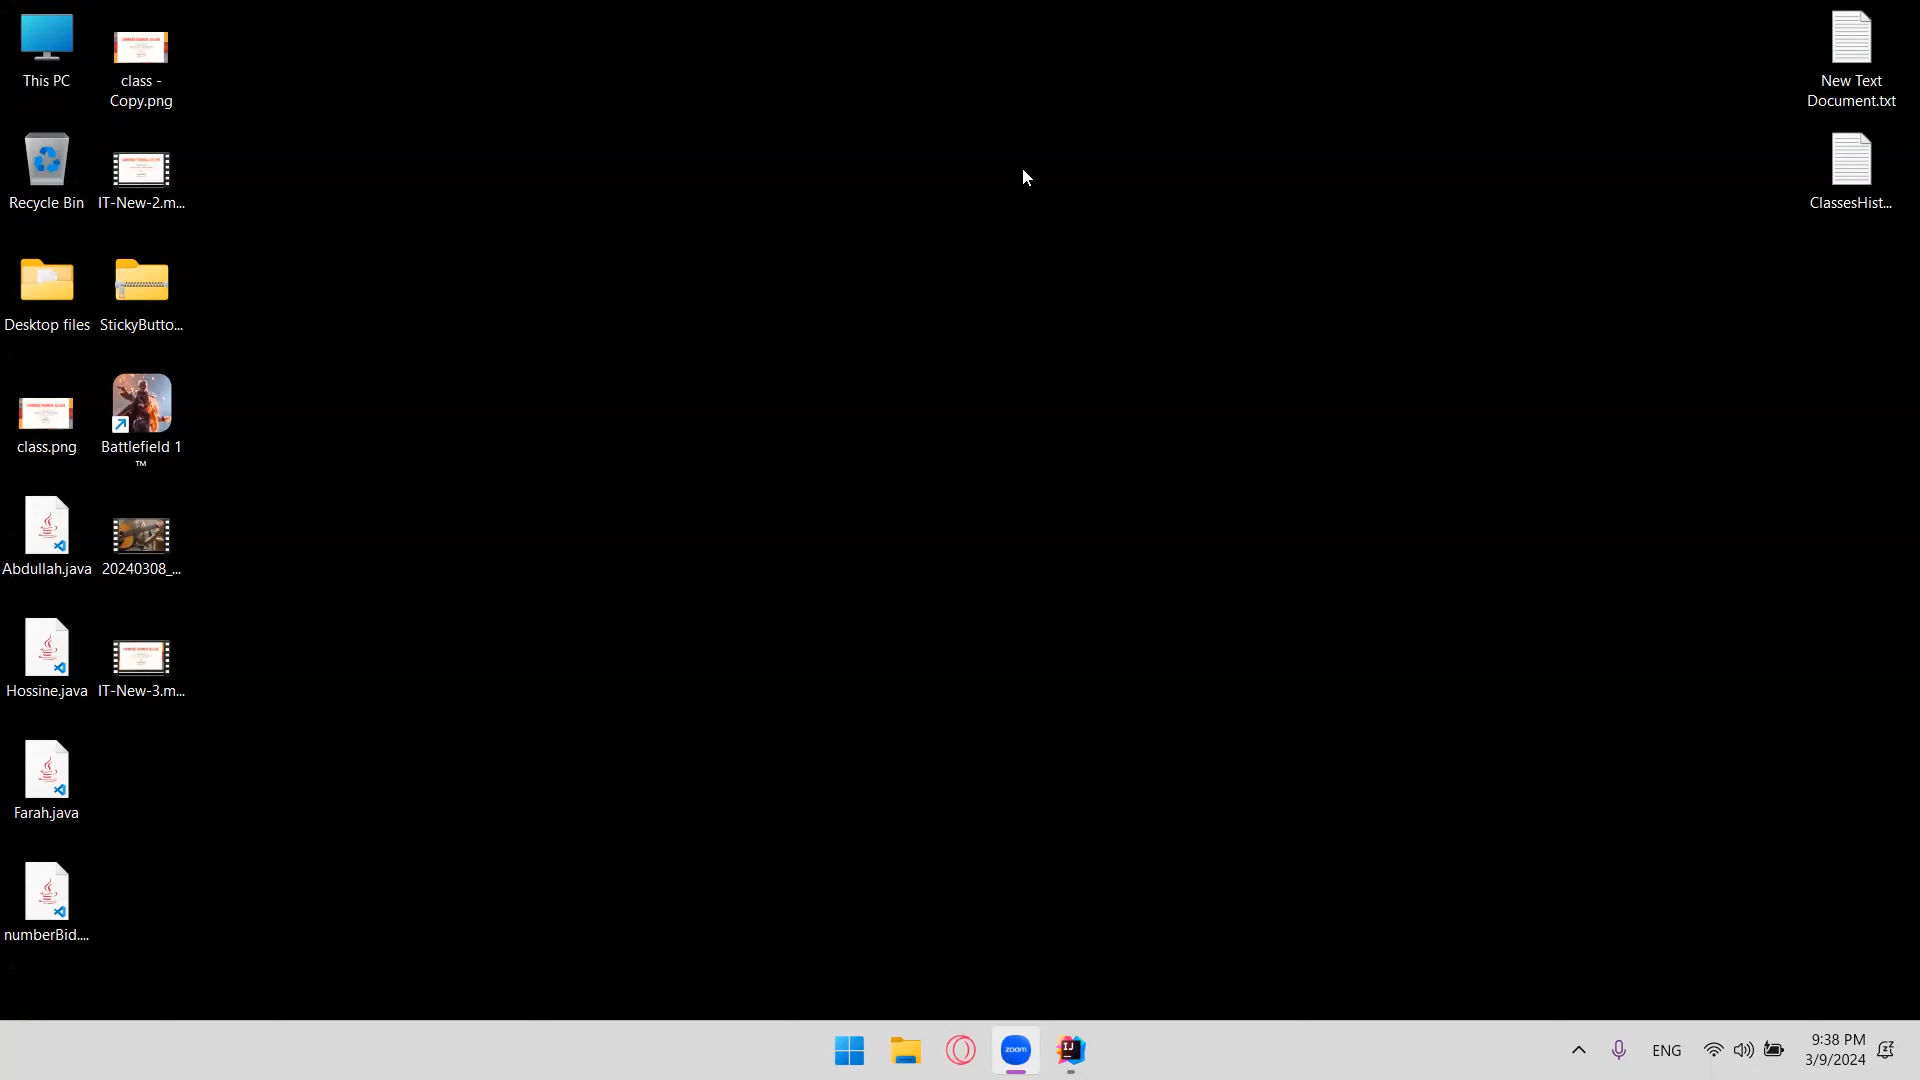 This PC
class -
Copy.png
Recycle Bin
IT-New-2.m...
Desktop files
StickyButto...
class.png
Battlefield 1
™
Abdullah.java
20240308_...
Hossine.java
IT-New-3.m...
Farah.java
numberBid....
New Text
Document.txt
ClassesHist...
zoom
IJ
ENG
9:38 PM
3/9/2024